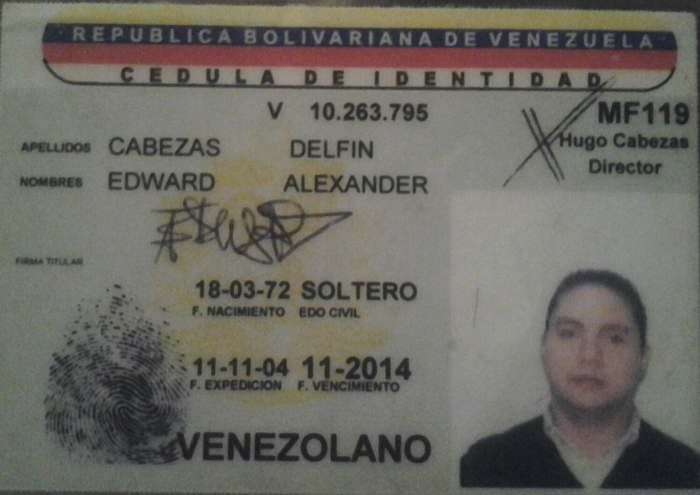 REPUBLICA BOLIVARIANA DE VENEZUELA
CEDULA DE IDENTIDAD
V 10.263.795
MF119
Hugo Cabezas
Director
APELLIDOS CABEZAS DELFIN
NOMBRES EDWARD ALEXANDER
FIRMA TITULAR
18-03-72 SOLTERO
F. NACIMIENTO EDO CIVIL
11-11-04 11-2014
F. EXPEDICION F. VENCIMIENTO
VENEZOLANO